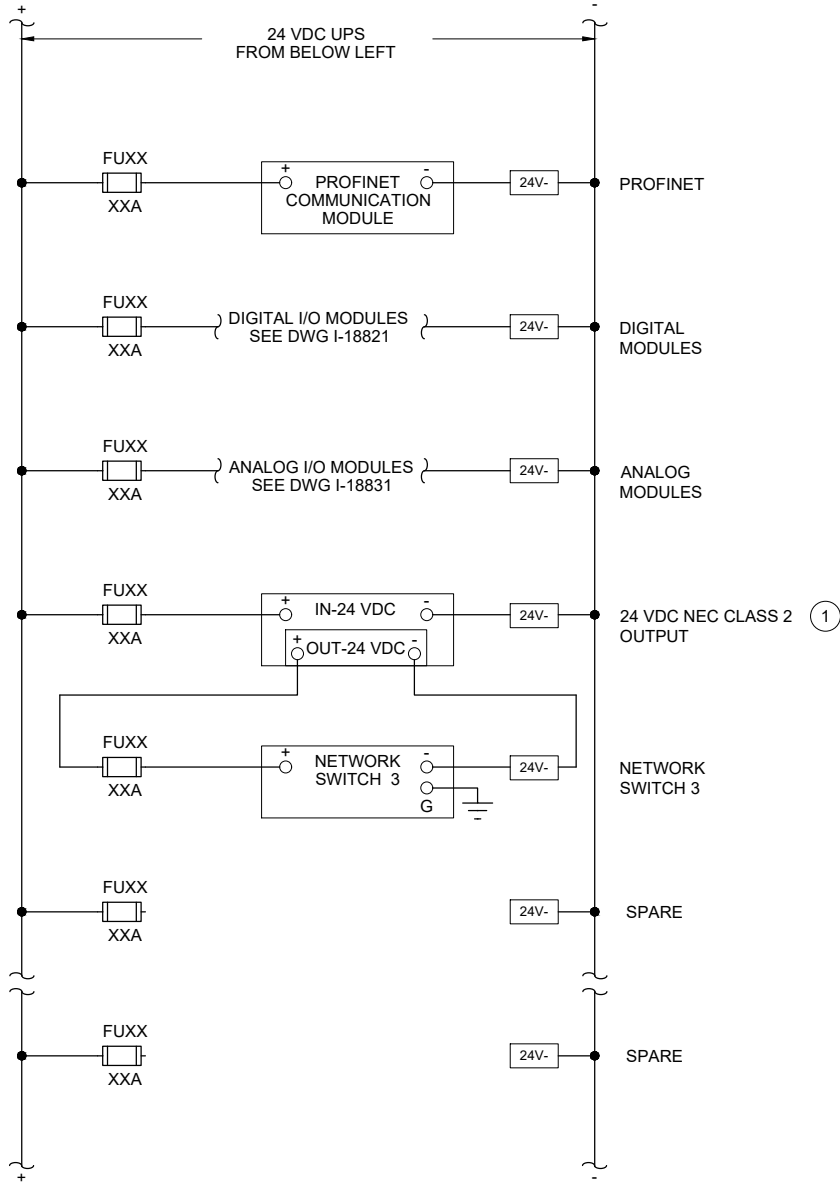 + -
24 VDC UPS
FROM BELOW LEFT
FUXX
XXA
+ -
PROFINET
COMMUNICATION
MODULE
24V-
PROFINET
FUXX
XXA
DIGITAL I/O MODULES
SEE DWG I-18821
24V-
DIGITAL
MODULES
FUXX
XXA
ANALOG I/O MODULES
SEE DWG I-18831
24V-
ANALOG
MODULES
FUXX
XXA
+ IN-24 VDC -
+ OUT-24 VDC -
24V-
24 VDC NEC CLASS 2
OUTPUT
1
FUXX
XXA
+ -
NETWORK
SWITCH 3
G
24V-
NETWORK
SWITCH 3
FUXX
XXA
24V-
SPARE
FUXX
XXA
24V-
SPARE
+ -